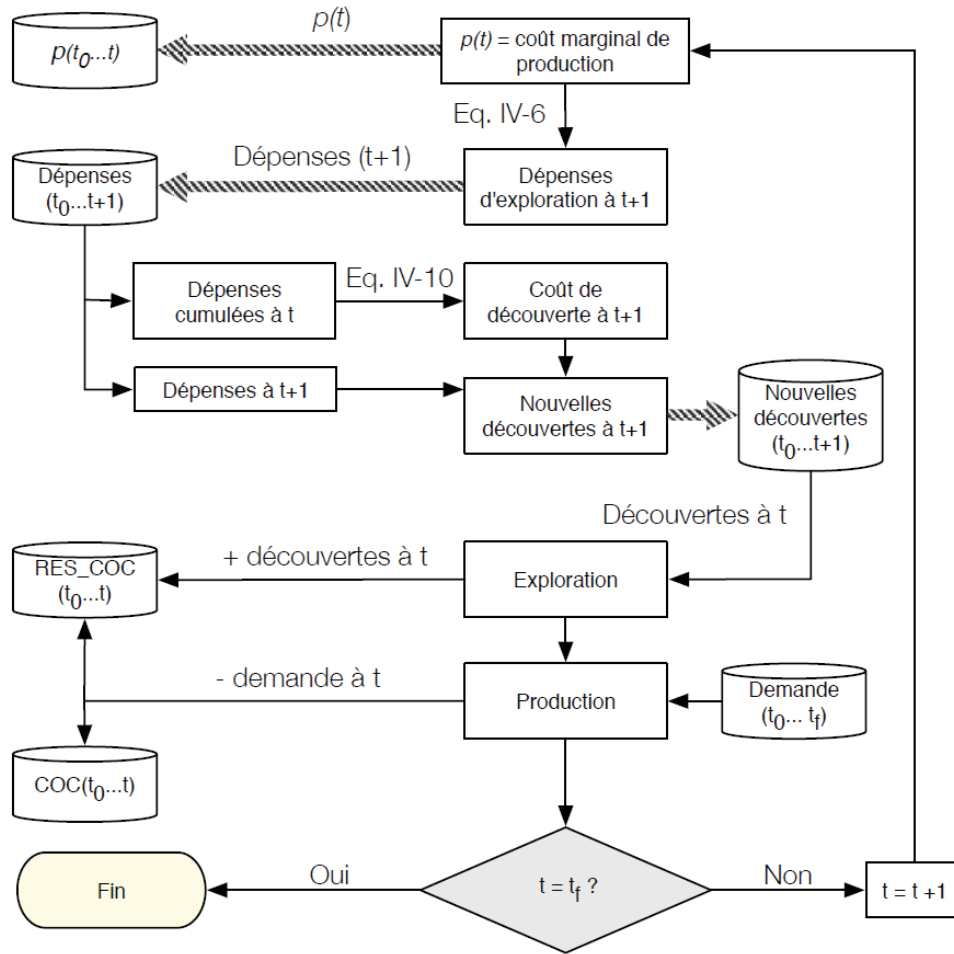 p(t)
p(t) = coût marginal de
production
p(t0...t)
Eq. IV-6
Dépenses (t+1)
Dépenses
(t0...t+1)
Dépenses
d'exploration à t+1
Dépenses
cumulées à t
Eq. IV-10
Coût de
découverte à t+1
Dépenses à t+1
Nouvelles
découvertes à t+1
Nouvelles
découvertes
(t0...t+1)
Découvertes à t
RES_COC
(t0...t)
+ découvertes à t
Exploration
- demande à t
Production
Demande
(t0... tf)
COC(t0...t)
Fin
Oui
t = tf ?
Non
t = t +1